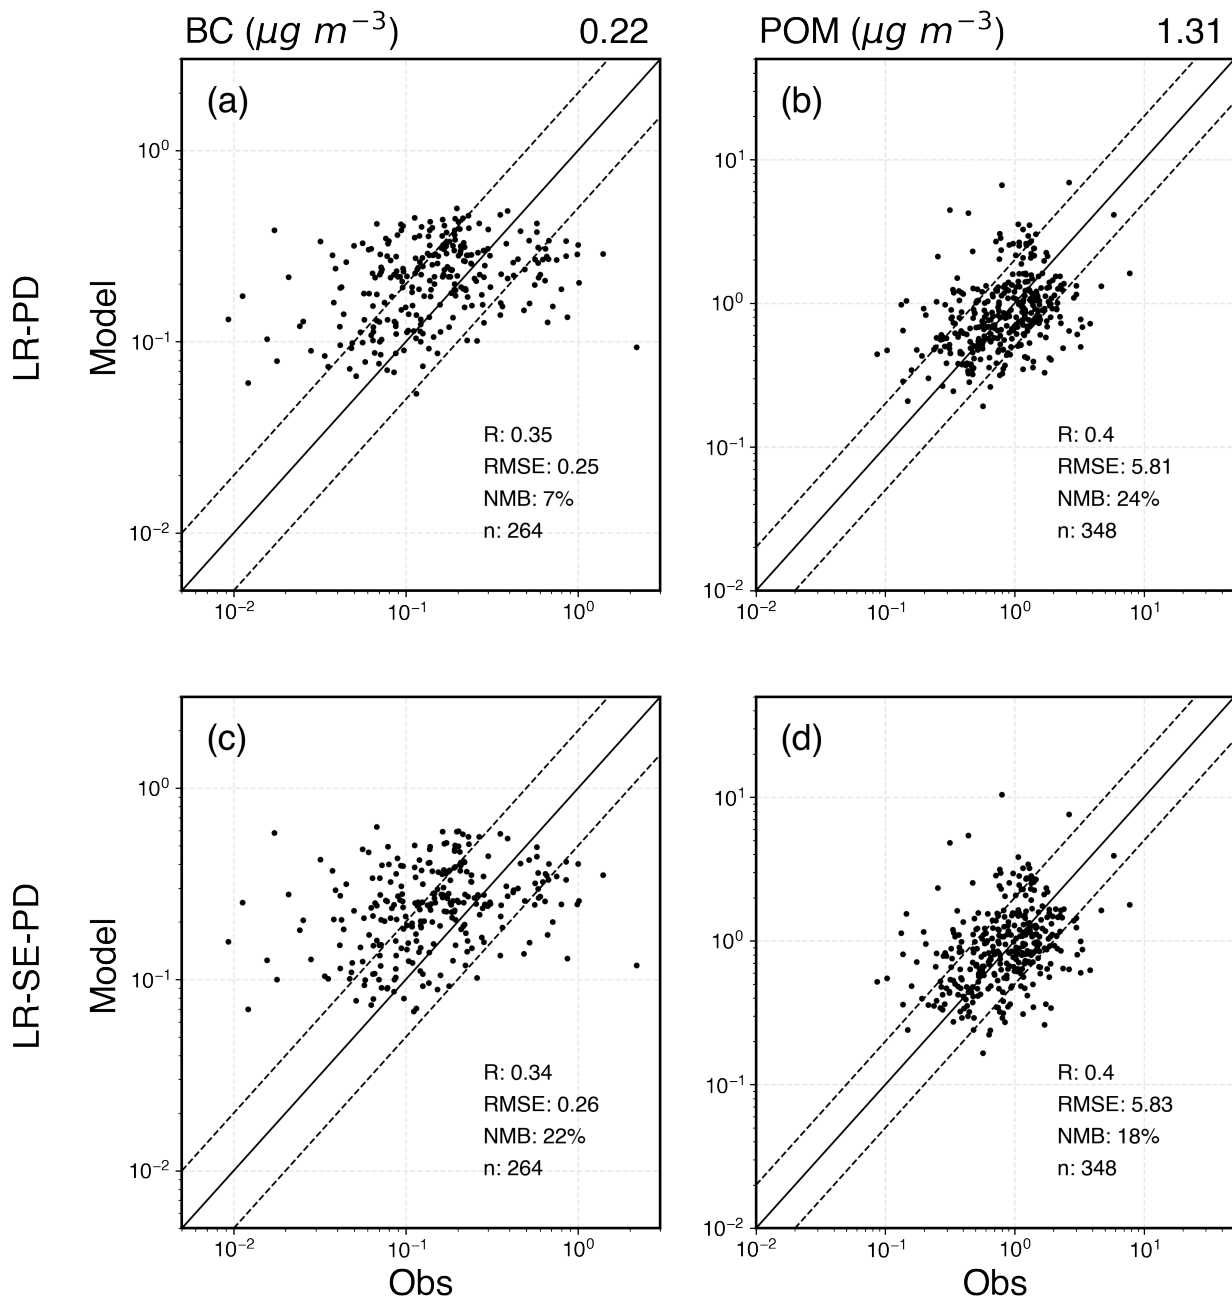 BC (μg m⁻³) 0.22
POM (μg m⁻³) 1.31
LR-PD
Model
(a)
10⁰
10⁻¹
10⁻²
R: 0.35
RMSE: 0.25
NMB: 7%
n: 264
10⁻² 10⁻¹ 10⁰
(b)
10¹
10⁰
10⁻¹
10⁻²
R: 0.4
RMSE: 5.81
NMB: 24%
n: 348
10⁻² 10⁻¹ 10⁰ 10¹
LR-SE-PD
Model
(c)
10⁰
10⁻¹
10⁻²
R: 0.34
RMSE: 0.26
NMB: 22%
n: 264
10⁻² 10⁻¹ 10⁰
Obs
(d)
10¹
10⁰
10⁻¹
10⁻²
R: 0.4
RMSE: 5.83
NMB: 18%
n: 348
10⁻² 10⁻¹ 10⁰ 10¹
Obs